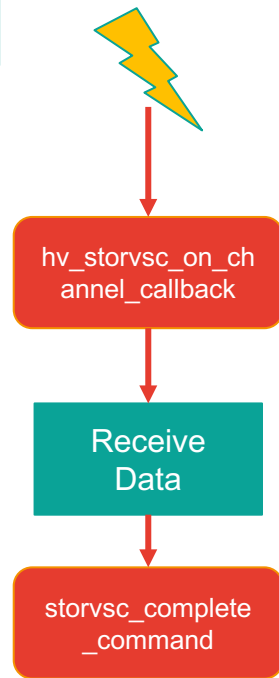 hv_storvsc_on_ch
annel_callback
Receive
Data
storvsc_complete
_command